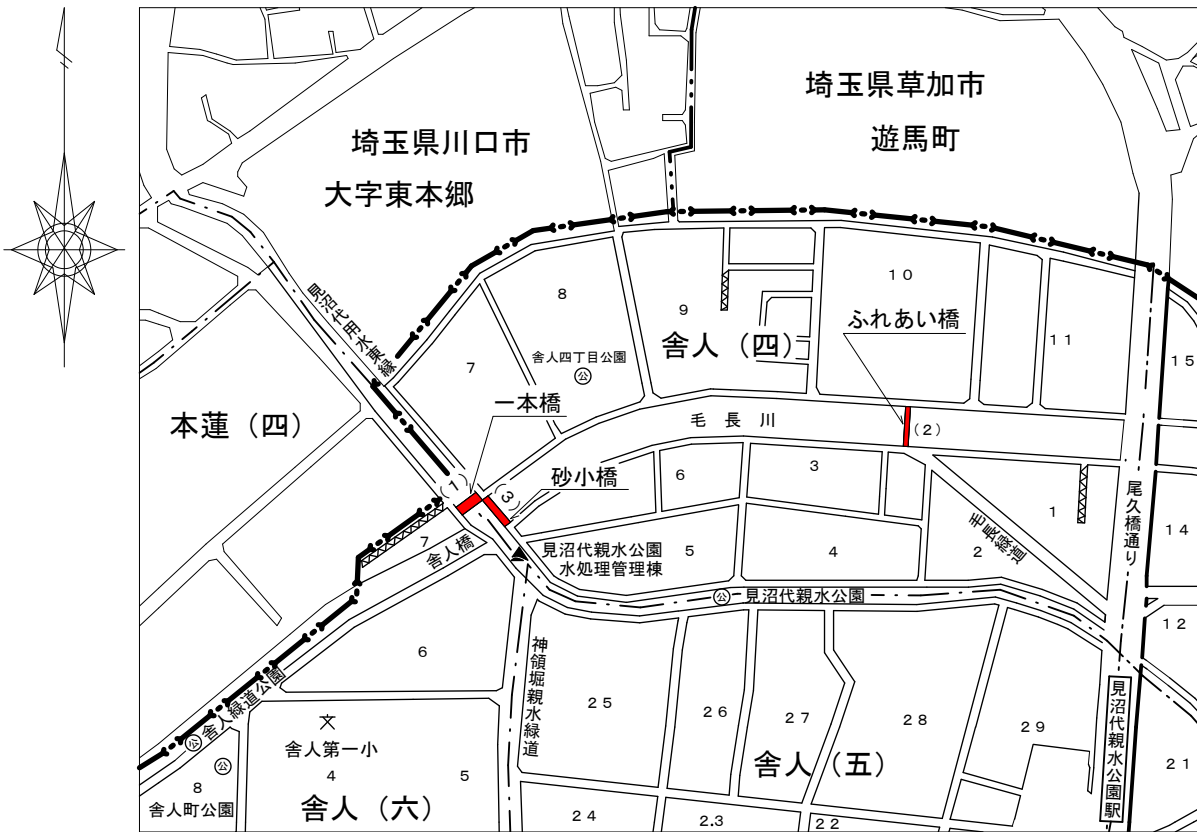 埼玉県草加市
遊馬町
埼玉県川口市
大字東本郷
見沼代用水東縁
8
9
10
11
15
舎人四丁目公園
公
7
舎人（四）
ふれあい橋
本蓮（四）
一本橋
毛長川
（2）
（1）
（3）
砂小橋
6
3
1
尾久橋通り
14
7
舎人橋
見沼代親水公園
水処理管理棟
5
4
2
毛長緑道
公
見沼代親水公園
12
6
神領堀親水緑道
25
26
27
28
29
見沼代親水公園駅
21
公
舎人緑道公園
文
舎人第一小
公
8
舎人町公園
4
5
舎人（六）
舎人（五）
24
2.3
22